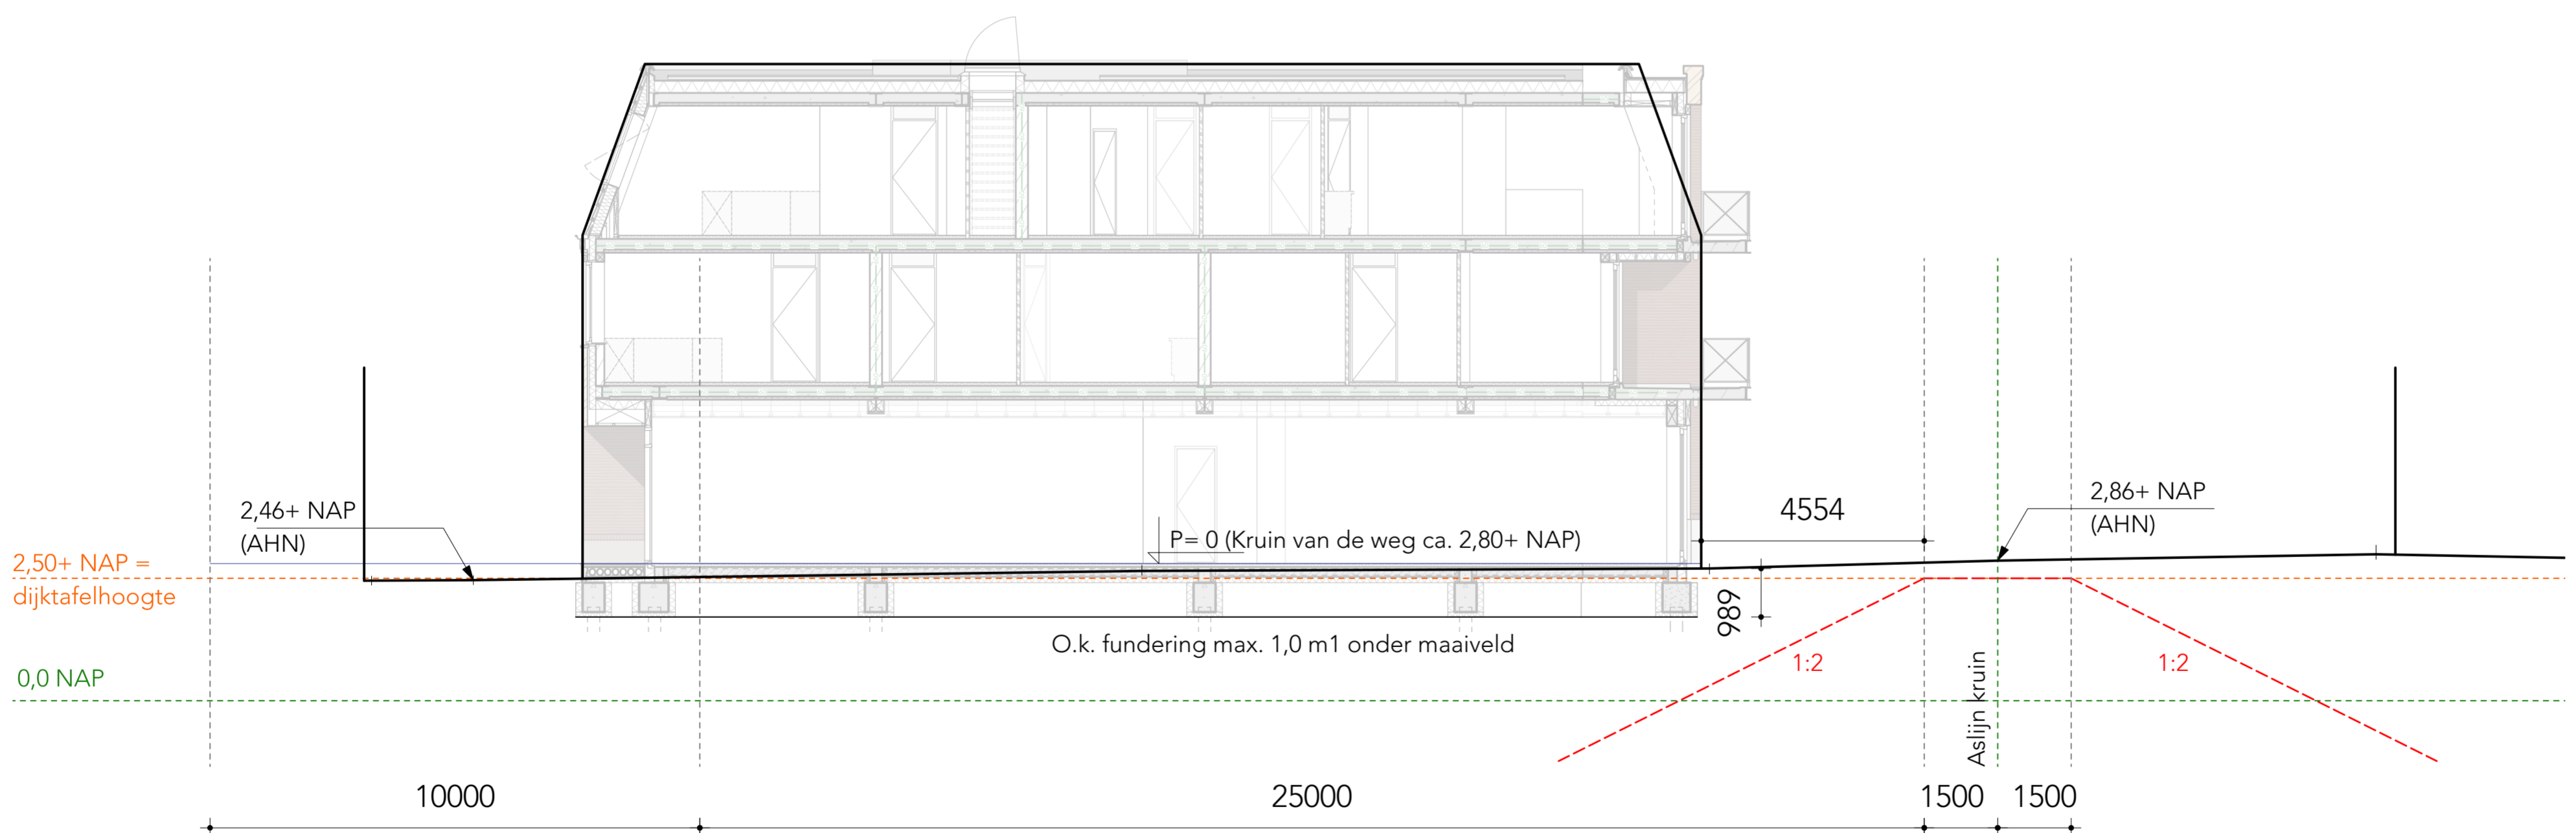 2,46+ NAP
(AHN)
2,50+ NAP =
dijktafelhoogte
0,0 NAP
P= 0 (Kruin van de weg ca. 2,80+ NAP)
O.k. fundering max. 1,0 m1 onder maaiveld
4554
989
2,86+ NAP
(AHN)
1:2
1:2
Aslijn kruin
10000
25000
1500
1500